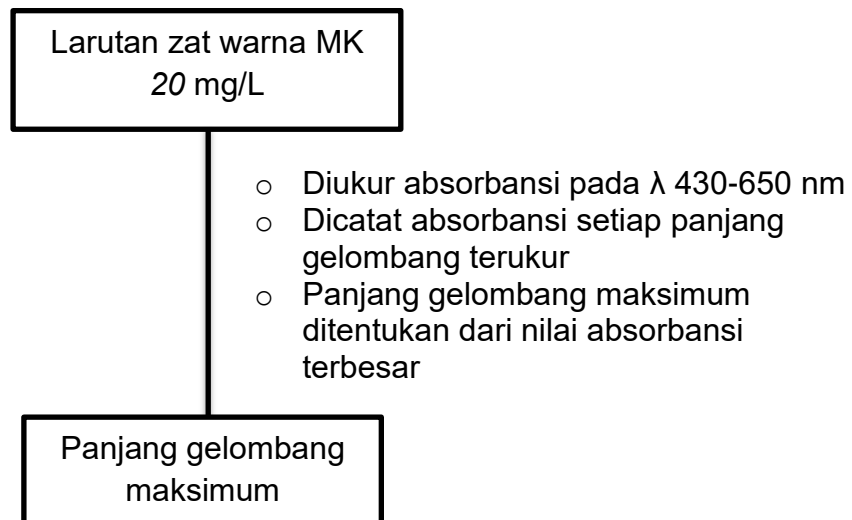 Larutan zat warna MK
20 mg/L
○ Diukur absorbansi pada λ 430-650 nm
○ Dicatat absorbansi setiap panjang
gelombang terukur
○ Panjang gelombang maksimum
ditentukan dari nilai absorbansi
terbesar
Panjang gelombang
maksimum